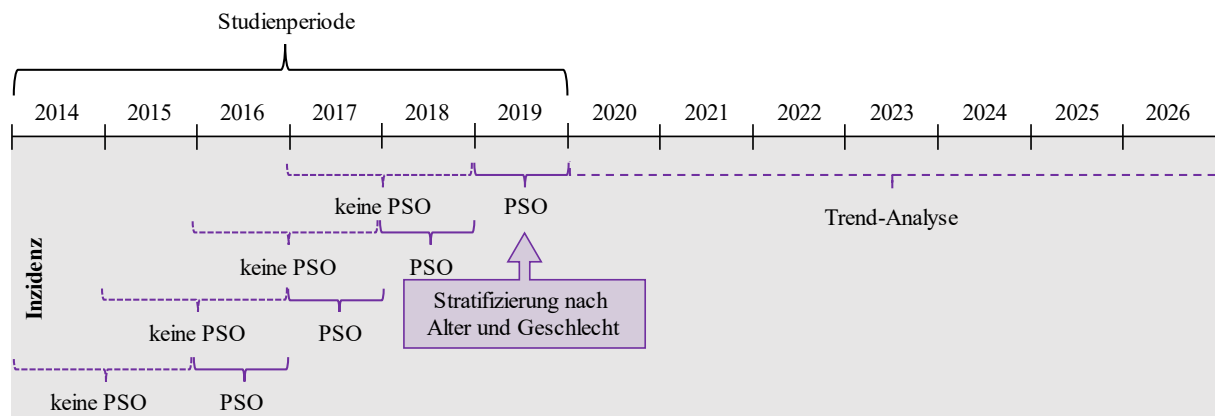 Studienperiode
2014 2015 2016 2017 2018 2019 2020 2021 2022 2023 2024 2025 2026
Inzidenz
keine PSO PSO Trend-Analyse
keine PSO PSO
Stratifizierung nach
Alter und Geschlecht
keine PSO PSO
keine PSO PSO